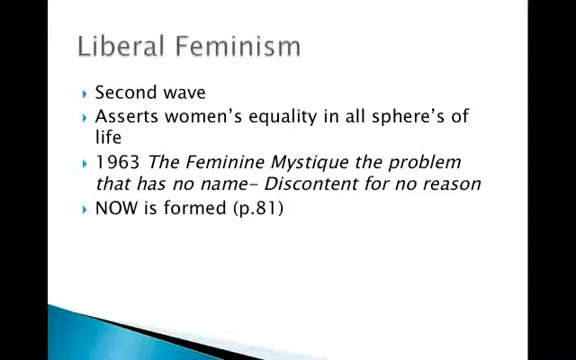 Liberal Feminism
Second wave
Asserts women's equality in all sphere's of
life
1963 The Feminine Mystique the problem
that has no name- Discontent for no reason
NOW is formed (p.81)